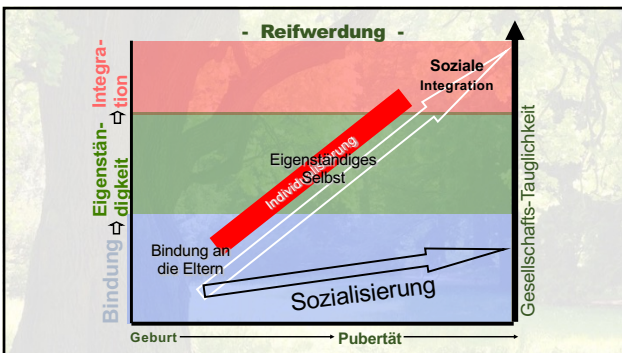 - Reifwerdung -
Integra-
tion
Eigenstän-
digkeit
Bindung
Soziale
Integration
Individualisierung
Eigenständiges
Selbst
Bindung an
die Eltern
Sozialisierung
Gesellschafts-Tauglichkeit
Geburt
Pubertät